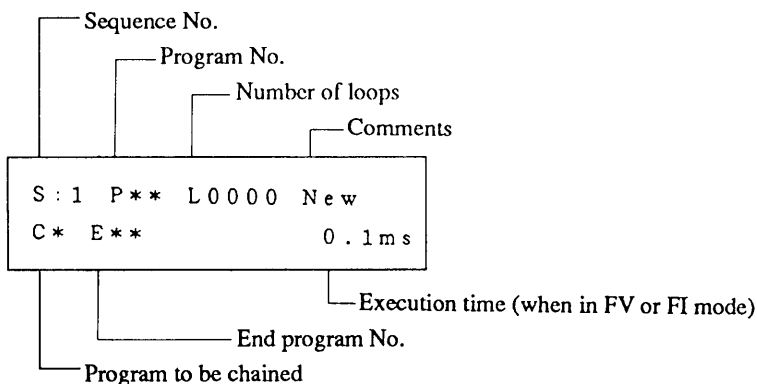 Sequence No.
Program No.
Number of loops
Comments
S:1 P** L0000 New
C* E** 0.1ms
Execution time (when in FV or FI mode)
End program No.
Program to be chained